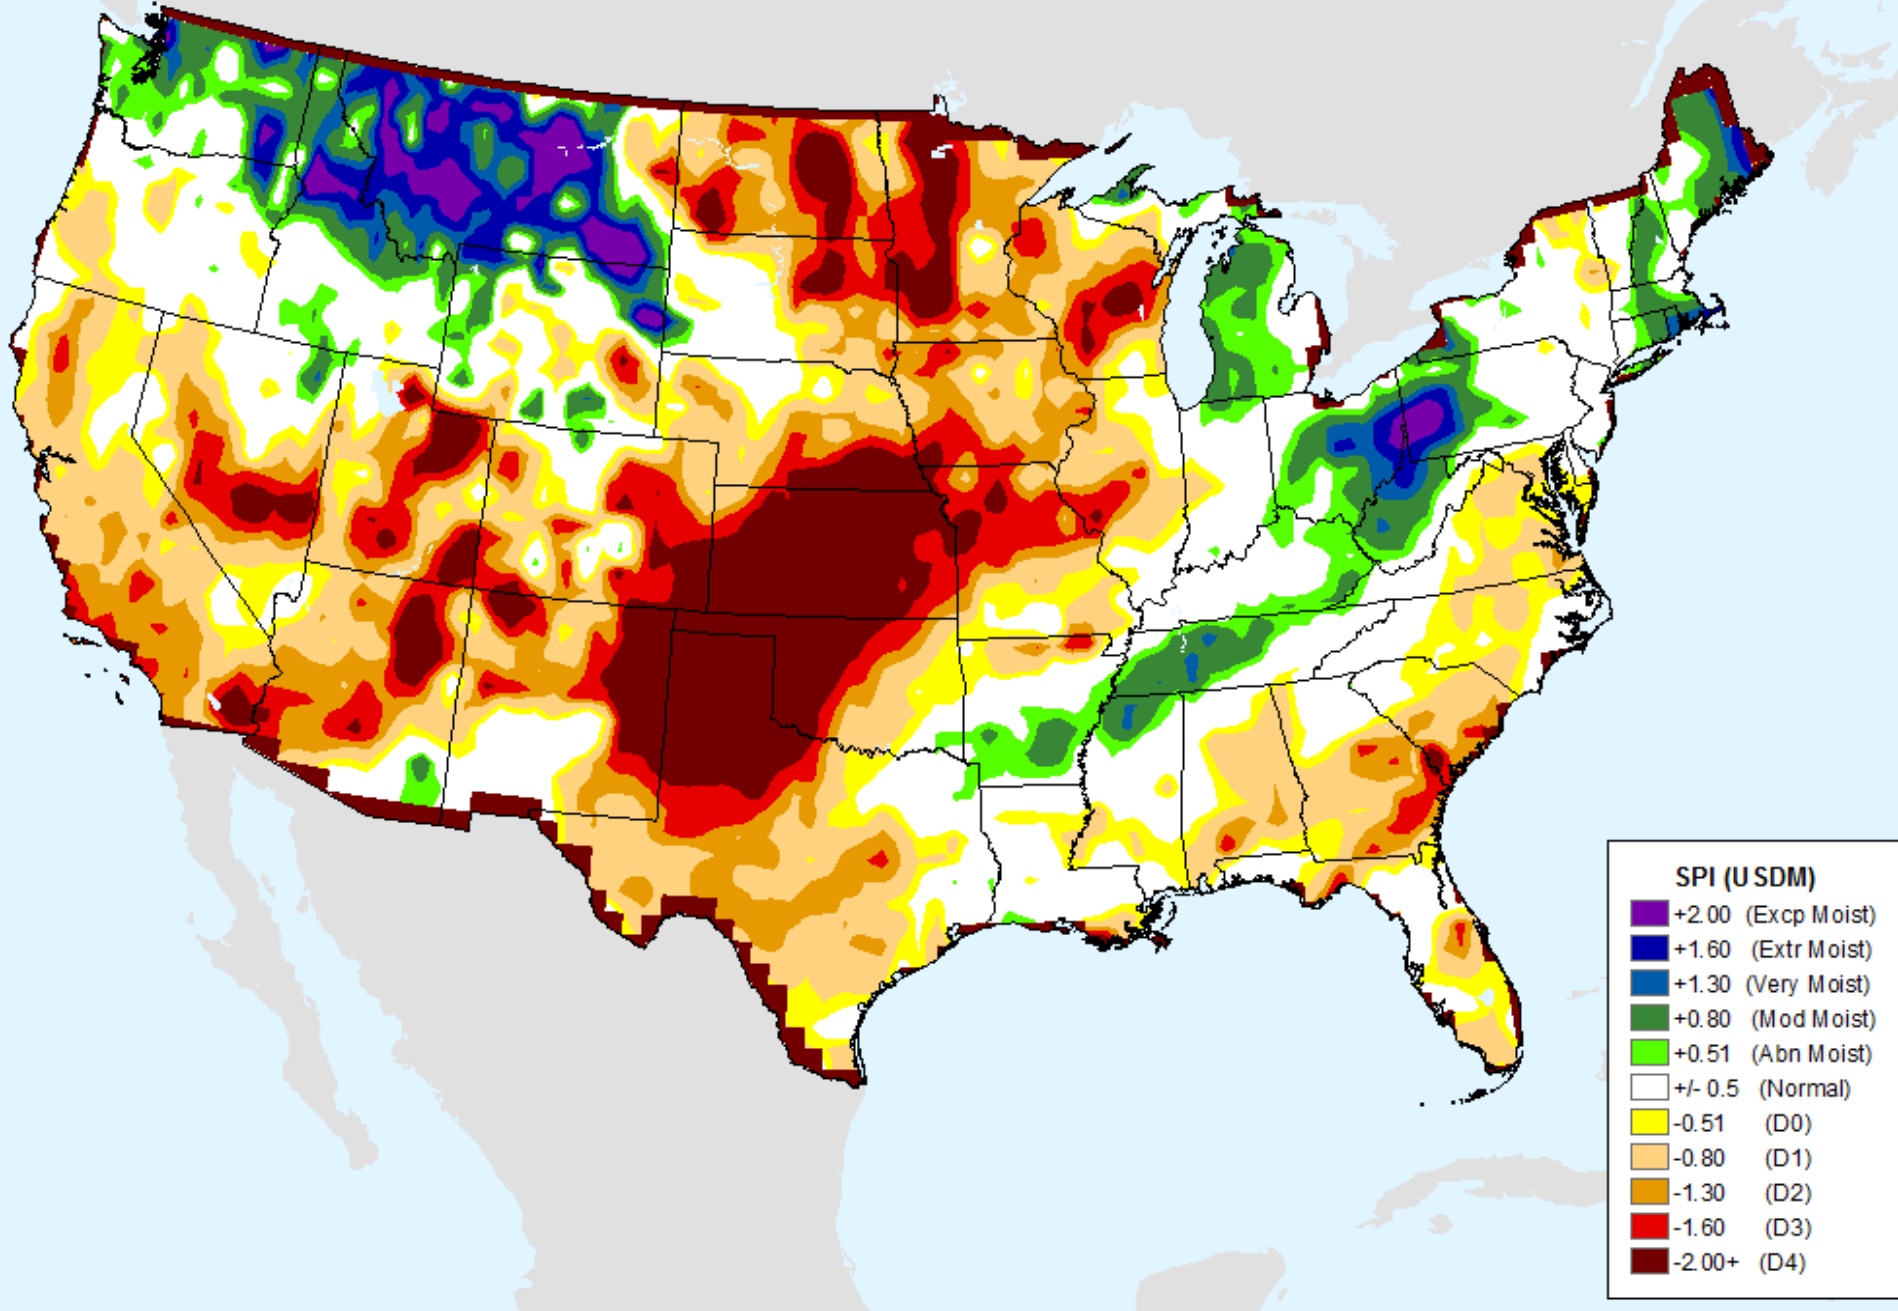 SPI (USDM)
+2.00 (Excp Moist)
+1.60 (Extr Moist)
+1.30 (Very Moist)
+0.80 (Mod Moist)
+0.51 (Abn Moist)
+/- 0.5 (Normal)
-0.51 (D0)
-0.80 (D1)
-1.30 (D2)
-1.60 (D3)
-2.00+ (D4)